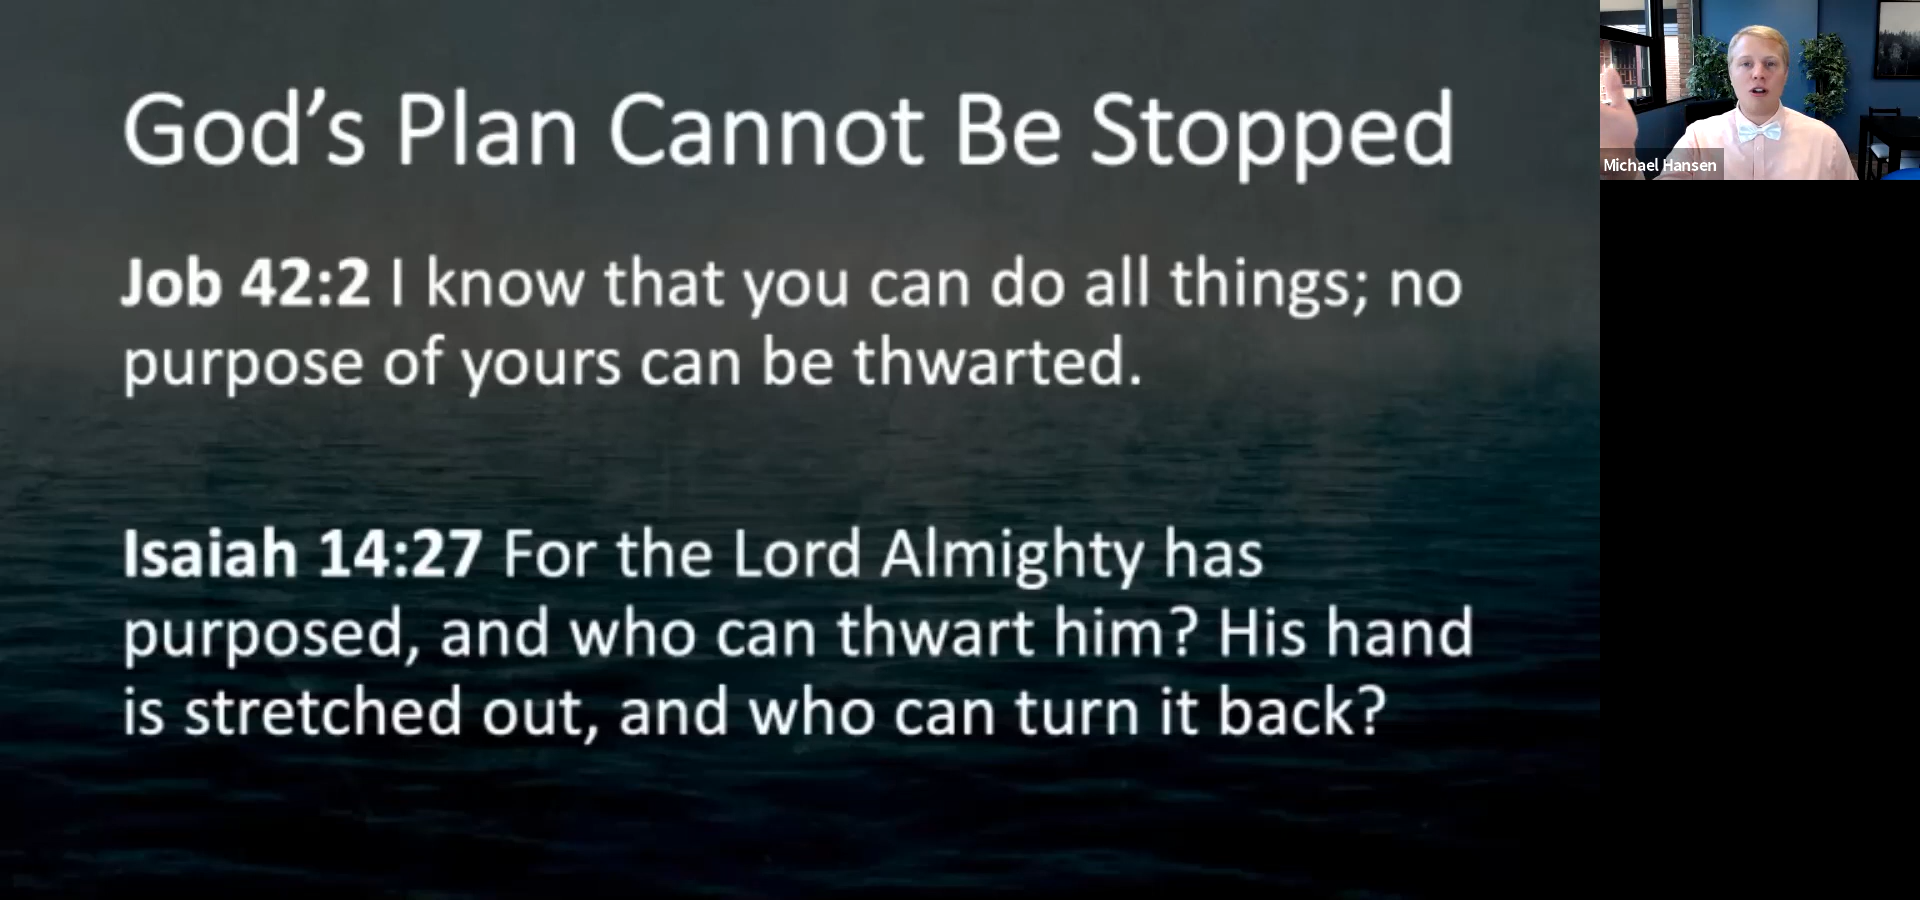 God’s Plan Cannot Be Stopped
Job 42:2 I know that you can do all things; no
purpose of yours can be thwarted.
Isaiah 14:27 For the Lord Almighty has
purposed, and who can thwart him? His hand
is stretched out, and who can turn it back?
Michael Hansen